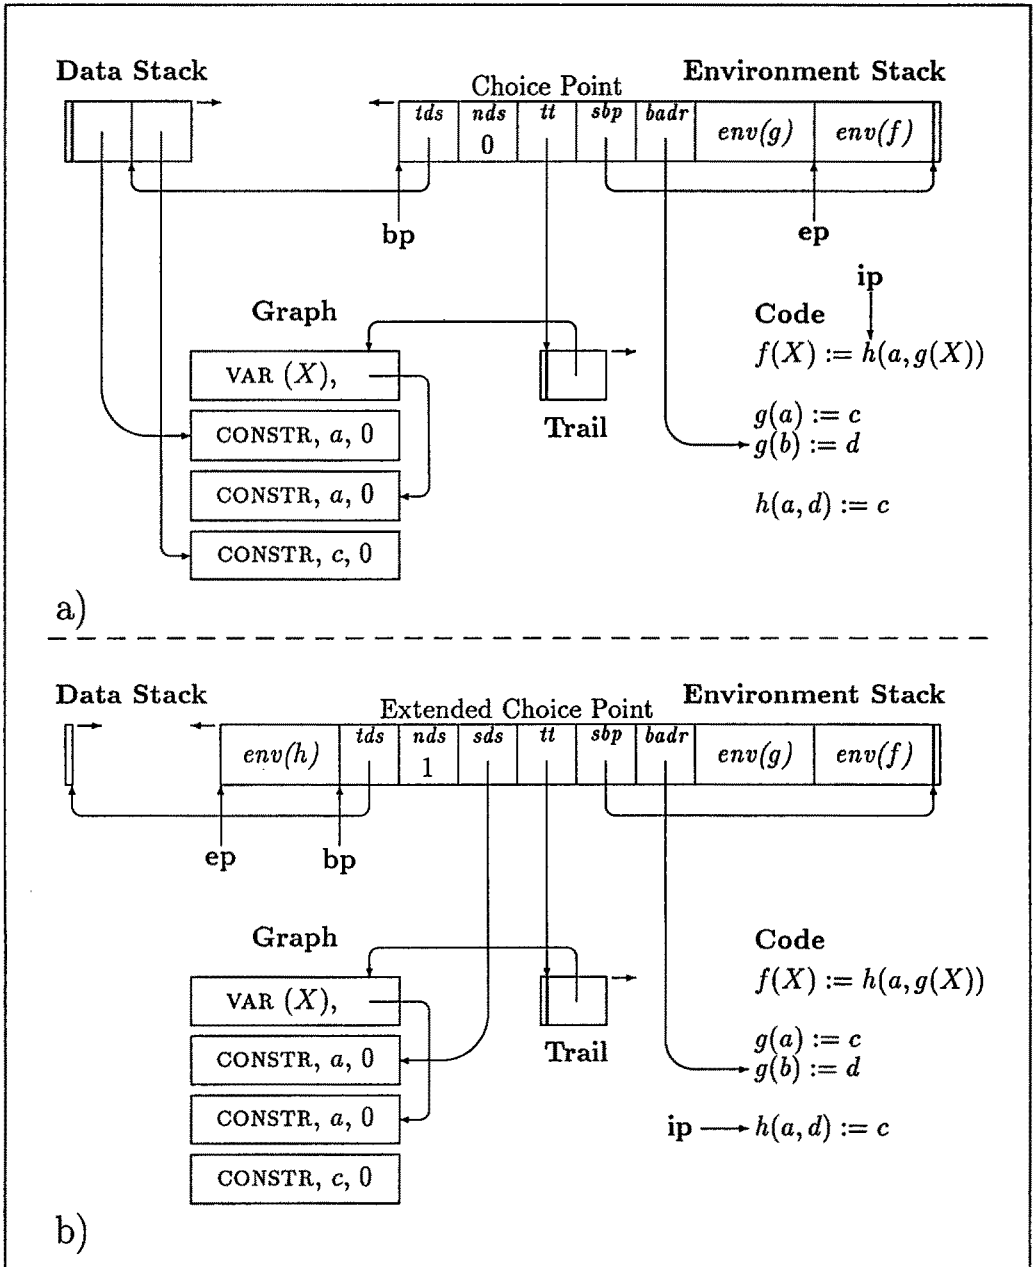 Data Stack
Choice Point
Environment Stack
tds nds tt sbp badr
0
env(g) env(f)
bp
ep
ip
Graph
Code
VAR (X),
f(X) := h(a,g(X))
CONSTR, a, 0
Trail
g(a) := c
g(b) := d
CONSTR, a, 0
h(a,d) := c
CONSTR, c, 0
a)
Data Stack
Extended Choice Point
Environment Stack
env(h)
tds nds sds tt sbp badr
1
env(g) env(f)
ep
bp
Graph
Code
VAR (X),
f(X) := h(a,g(X))
CONSTR, a, 0
Trail
g(a) := c
g(b) := d
CONSTR, a, 0
ip
h(a,d) := c
CONSTR, c, 0
b)